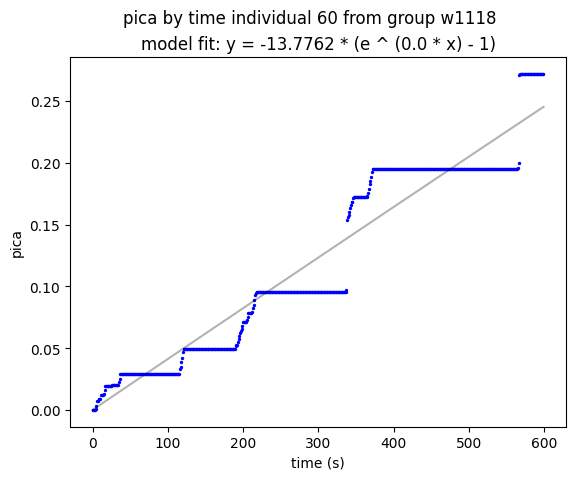 pica by time individual 60 from group w1118
model fit: y = -13.7762 * (e ^ (0.0 * x) - 1)
0.25
0.20
0.15
0.10
0.05
0.00
pica
0 100 200 300 400 500 600
time (s)